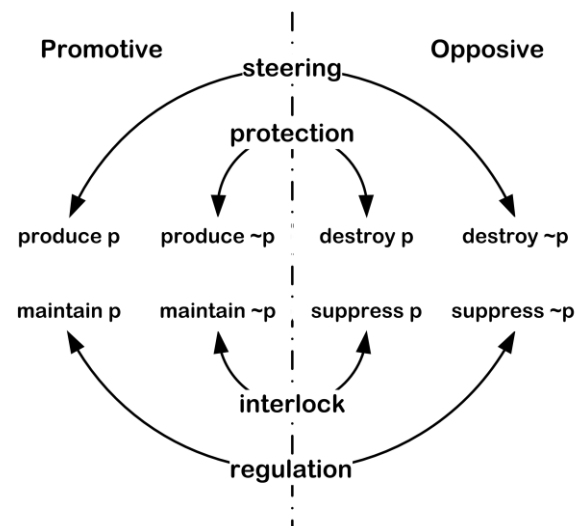 Promotive Opposive
steering
protection
produce p produce ~p destroy p destroy ~p
maintain p maintain ~p suppress p suppress ~p
interlock
regulation